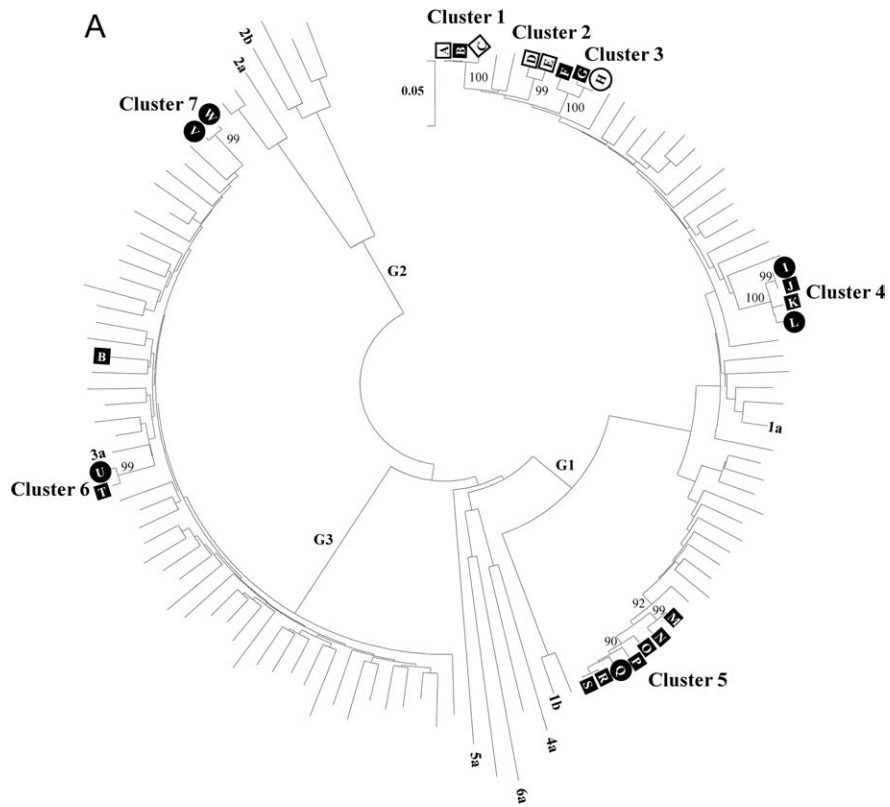 A
Cluster 1
A
B
C
Cluster 2
D
E
Cluster 3
F
G
H
0.05
100
99
100
2b
2a
Cluster 7
W
V
99
G2
I
99
J
Cluster 4
100
K
L
B
1a
3a
U
99
Cluster 6
T
G1
G3
92
99
M
90
N
O
P
Q
R
S
Cluster 5
1b
4a
5a
6a